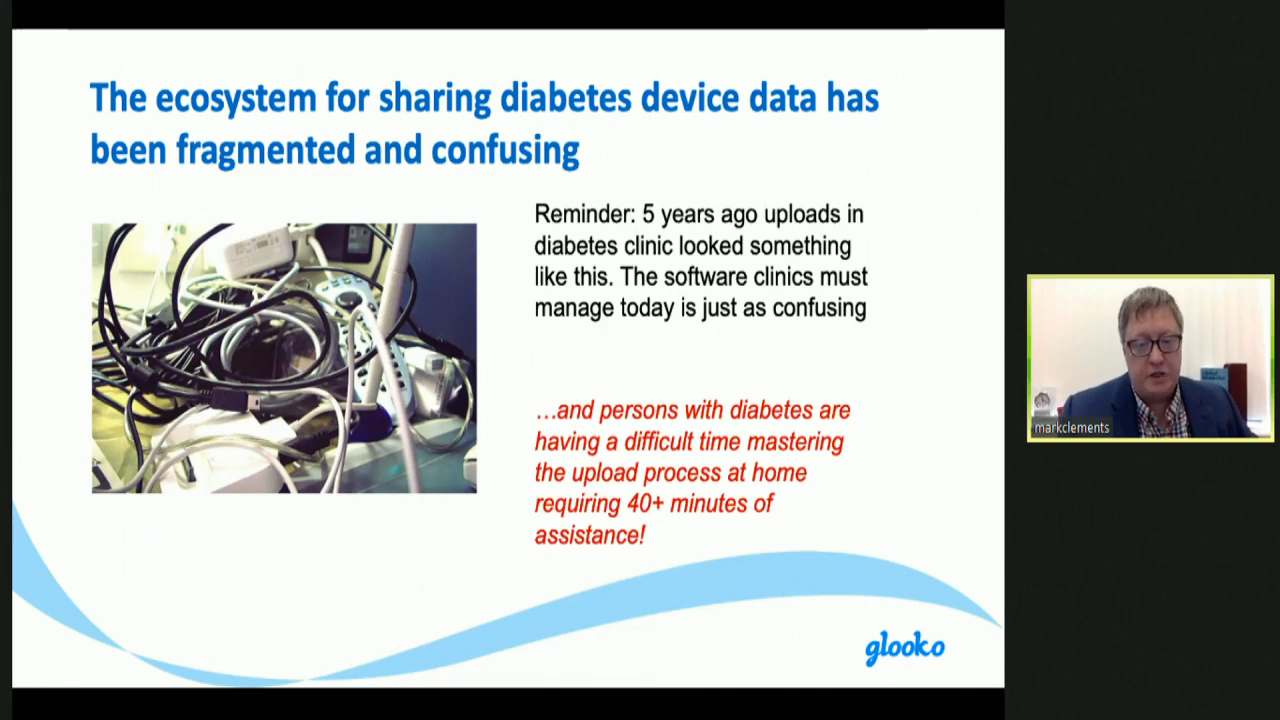 The ecosystem for sharing diabetes device data has
been fragmented and confusing
Reminder: 5 years ago uploads in
diabetes clinic looked something
like this. The software clinics must
manage today is just as confusing
…and persons with diabetes are
having a difficult time mastering
the upload process at home
requiring 40+ minutes of
assistance!
glooko
markclements